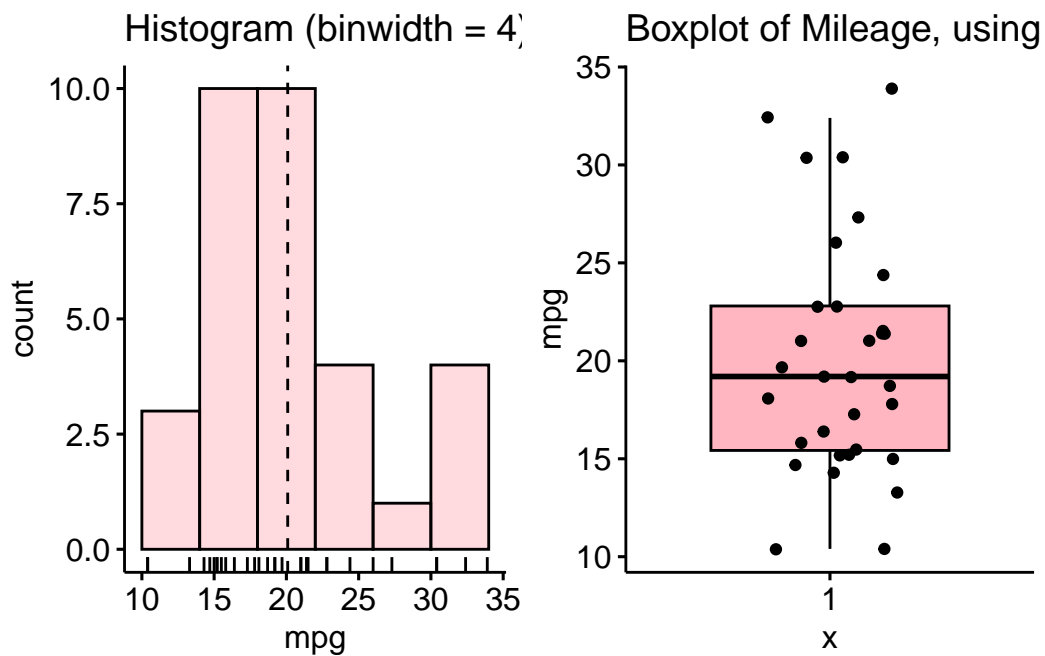 Histogram (binwidth = 4)
10.0
7.5
5.0
2.5
0.0
count
10 15 20 25 30 35
mpg
Boxplot of Mileage, using
35
30
25
20
15
10
mpg
1
x